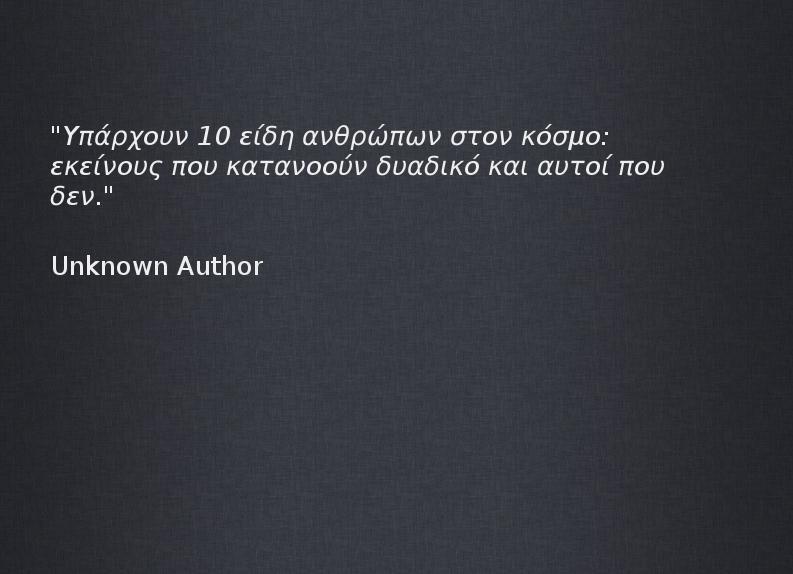 "Υπάρχουν 10 είδη ανθρώπων στον κόσμο:
εκείνους που κατανοούν δυαδικό και αυτοί που
δεν."
Unknown Author